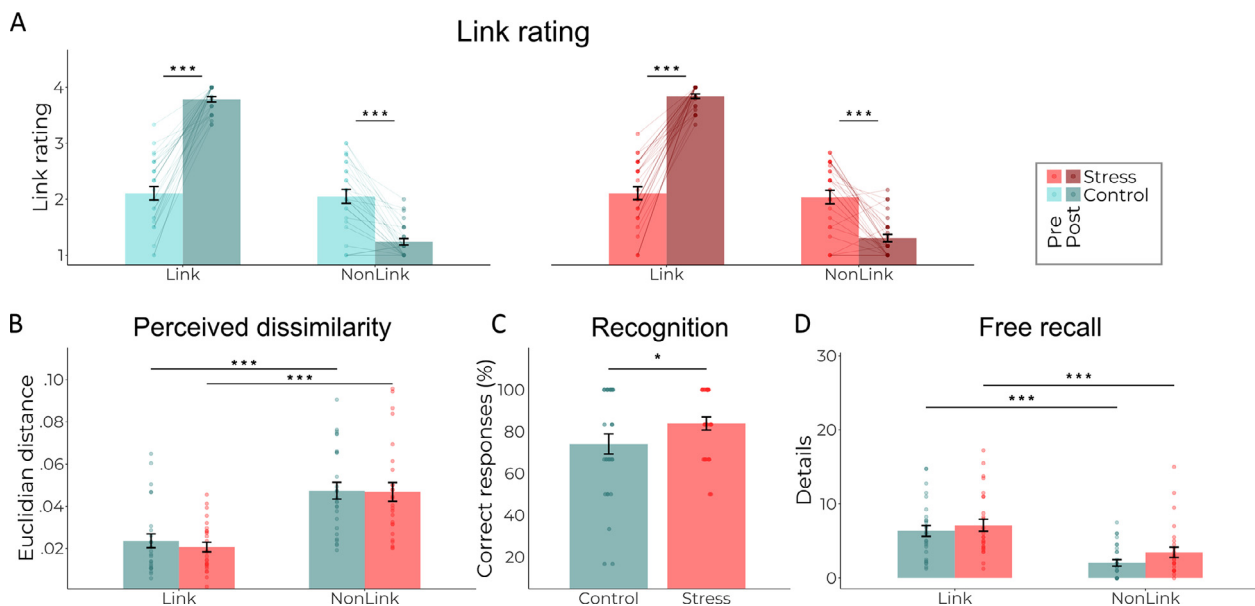 A
Link rating
Link rating
4
3
2
1
***
***
***
***
Link
NonLink
Link
NonLink
Stress
Control
Pre
Post
B
Perceived dissimilarity
Euclidian distance
.10
.08
.06
.04
.02
***
***
Link
NonLink
C
Recognition
Correct responses (%)
100
80
60
40
20
*
Control
Stress
D
Free recall
Details
30
20
10
0
***
***
Link
NonLink